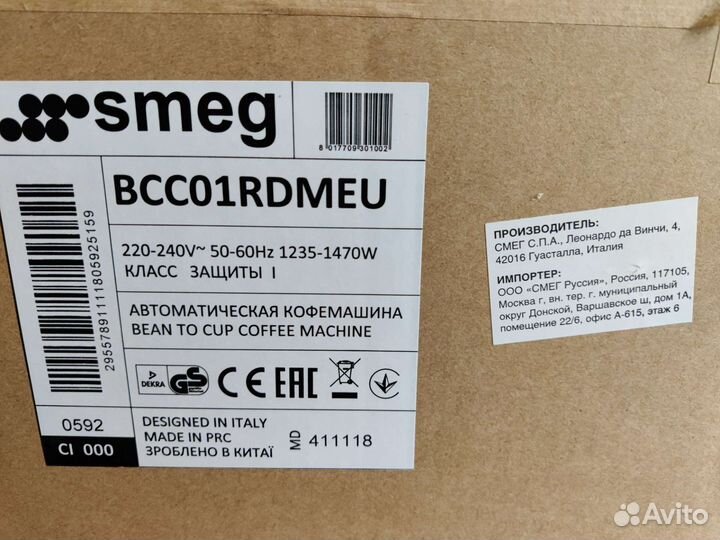 smeg
8 017709 301002
BCC01RDMEU
295578911111805925159
220-240V~ 50-60Hz 1235-1470W
КЛАСС ЗАЩИТЫ I
АВТОМАТИЧЕСКАЯ КОФЕМАШИНА
BEAN TO CUP COFFEE MACHINE
DEKRA GS CE EAC
0592
CI 000
DESIGNED IN ITALY
MADE IN PRC
ЗРОБЛЕНО В КИТАЇ
MD 411118
ПРОИЗВОДИТЕЛЬ:
СМЕГ С.П.А., Леонардо да Винчи, 4,
42016 Гуасталла, Италия
ИМПОРТЕР:
ООО «СМЕГ Руссия», Россия, 117105,
Москва г, вн. тер. г. муниципальный
округ Донской, Варшавское ш, дом 1А,
помещение 22/6, офис А-615, этаж 6
Avito